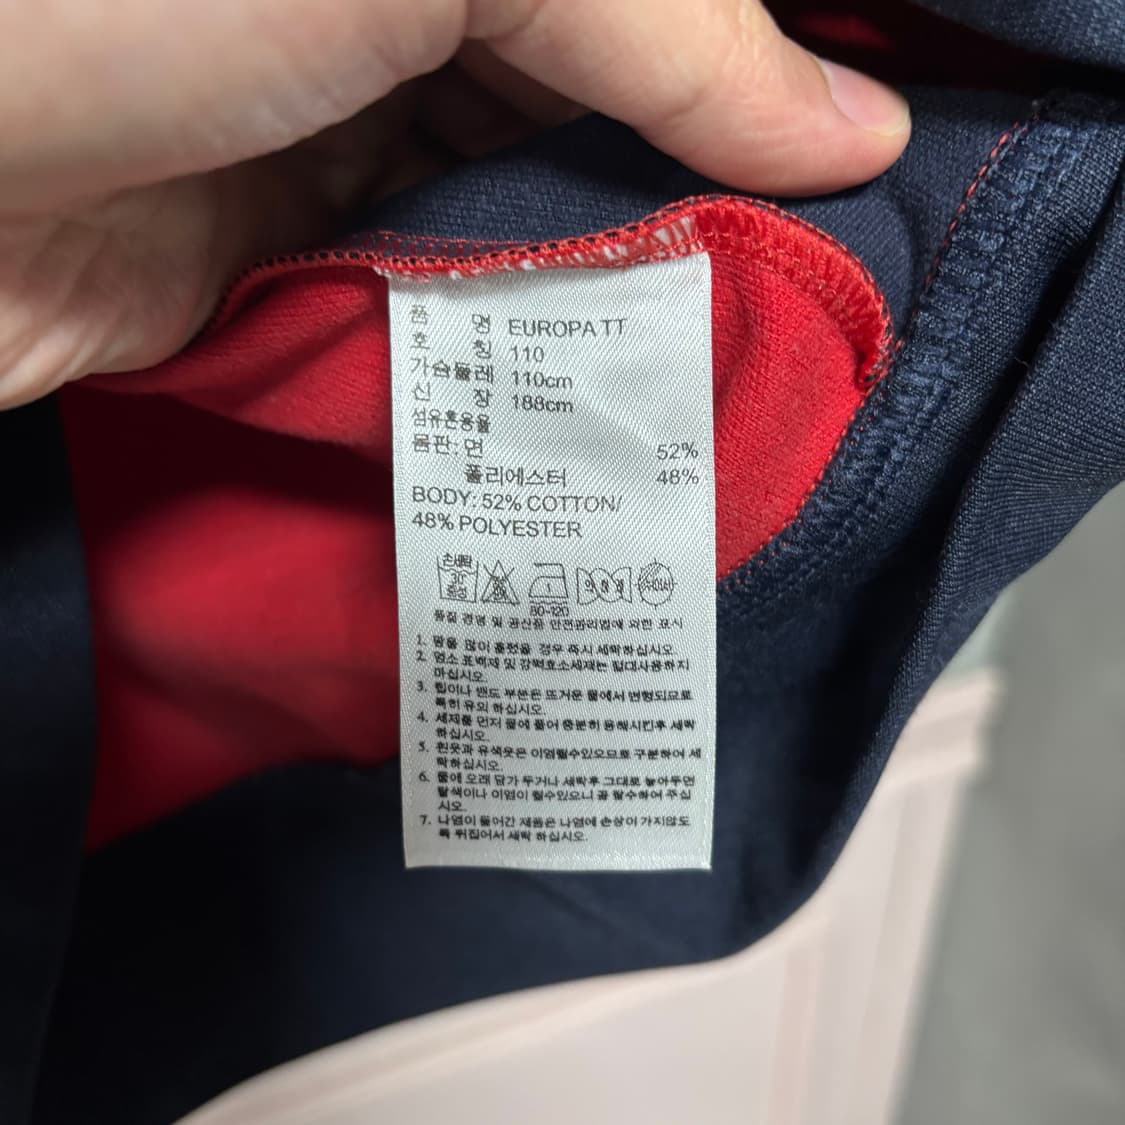 품 명 EUROPA TT
호 칭 110
가슴둘레 110cm
신 장 188cm
섬유혼용율
몸판: 면 52%
폴리에스터 48%
BODY: 52% COTTON/
48% POLYESTER
손세탁
30°
중성
80-120
품질 경영 및 공산품 안전관리법에 의한 표시
1. 땀을 많이 흘렸을 경우 즉시 세탁하십시오
2. 염소 표백제 및 강력효소세제는 절대사용하지
마십시오.
3. 립이나 밴드 부분은 뜨거운 물에서 변형되므로
특히 유의 하십시오.
4. 세제를 먼저 물에 풀어 충분히 용해시킨후 세탁
하십시오.
5. 흰옷과 유색옷은 이염될수있으므로 구분하여 세
탁하십시오.
6. 물에 오래 담가 두거나 세탁후 그대로 놓아두면
탈색이나 이염이 될수있으니 꼭 탈수하여 주십
시오.
7. 나염이 들어간 제품은 나염에 손상이 가지않도
록 뒤집어서 세탁 하십시오.